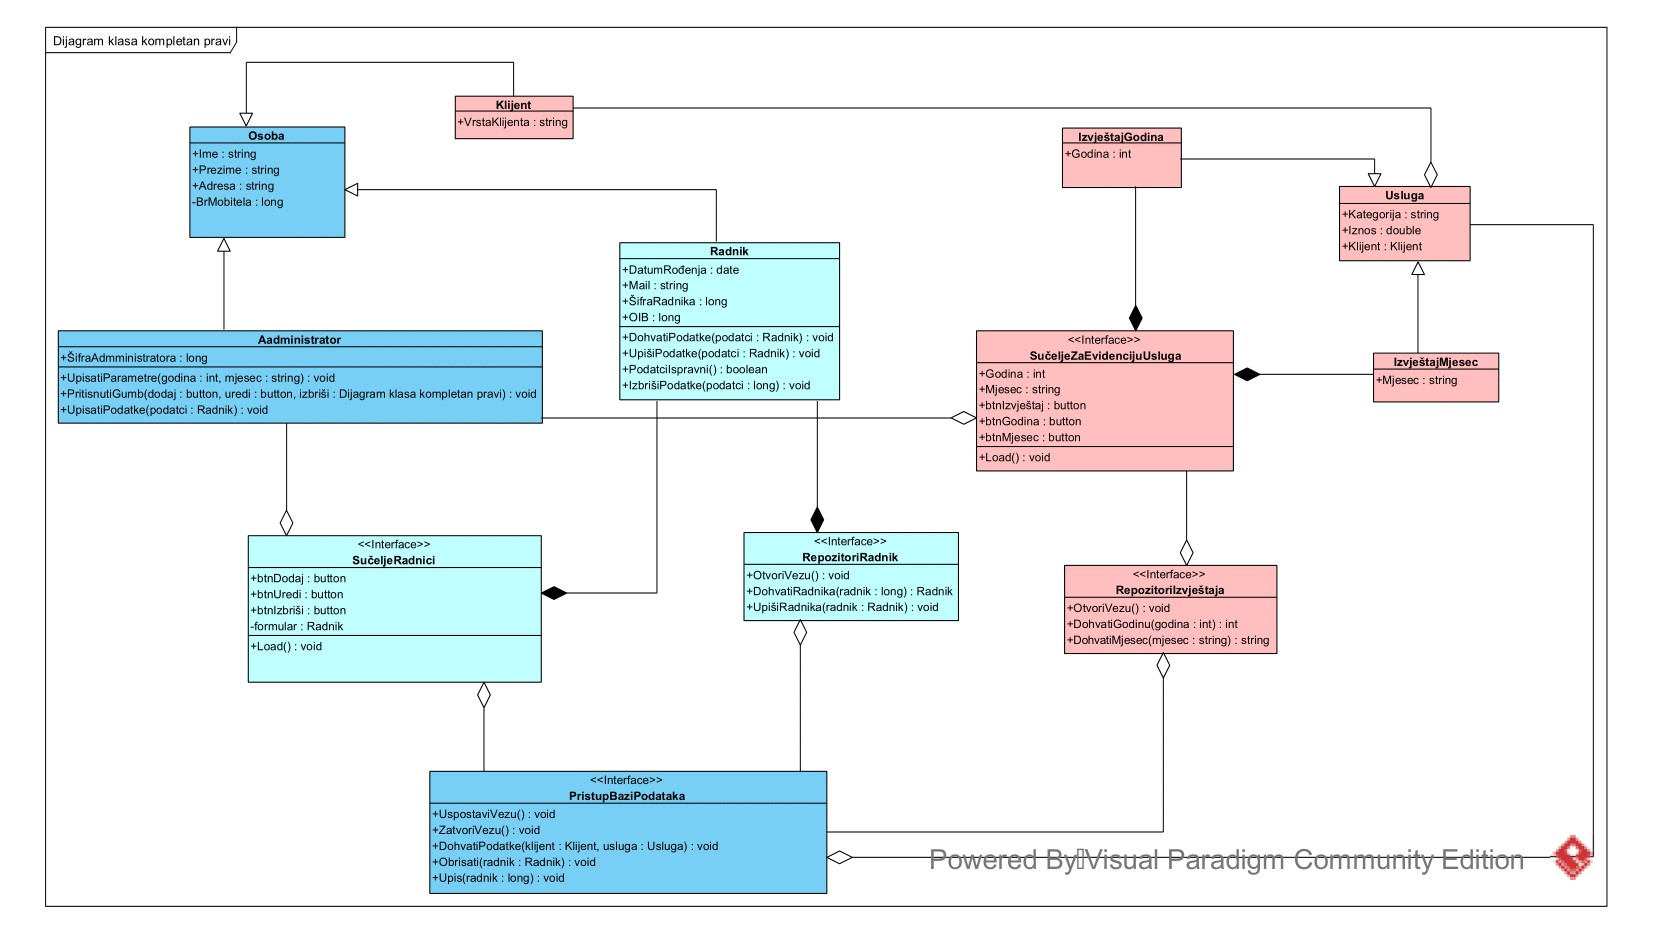 Dijagram klasa kompletan pravi
Klijent
+VrstaKlijenta : string
Osoba
+Ime : string
+Prezime : string
+Adresa : string
-BrMobitela : long
IzvještajGodina
+Godina : int
Usluga
+Kategorija : string
+Iznos : double
+Klijent : Klijent
Radnik
+DatumRođenja : date
+Mail : string
+ŠifraRadnika : long
+OIB : long
+DohvatiPodatke(podatci : Radnik) : void
+UpišiPodatke(podatci : Radnik) : void
+PodatciIspravni() : boolean
+IzbrišiPodatke(podatci : long) : void
Aadministrator
+ŠifraAdmministratora : long
+UpisatiParametre(godina : int, mjesec : string) : void
+PritisnutiGumb(dodaj : button, uredi : button, izbriši : Dijagram klasa kompletan pravi) : void
+UpisatiPodatke(podatci : Radnik) : void
<<Interface>>
SučeljeZaEvidencijuUsluga
+Godina : int
+Mjesec : string
+btnIzvještaj : button
+btnGodina : button
+btnMjesec : button
+Load() : void
IzvještajMjesec
+Mjesec : string
<<Interface>>
SučeljeRadnici
+btnDodaj : button
+btnUredi : button
+btnIzbriši : button
-formular : Radnik
+Load() : void
<<Interface>>
RepozitoriRadnik
+OtvoriVezu() : void
+DohvatiRadnika(radnik : long) : Radnik
+UpišiRadnika(radnik : Radnik) : void
<<Interface>>
RepozitoriIzvještaja
+OtvoriVezu() : void
+DohvatiGodinu(godina : int) : int
+DohvatiMjesec(mjesec : string) : string
<<Interface>>
PristupBaziPodataka
+UspostaviVezu() : void
+ZatvoriVezu() : void
+DohvatiPodatke(klijent : Klijent, usluga : Usluga) : void
+Obrisati(radnik : Radnik) : void
+Upis(radnik : long) : void
Powered By Visual Paradigm Community Edition